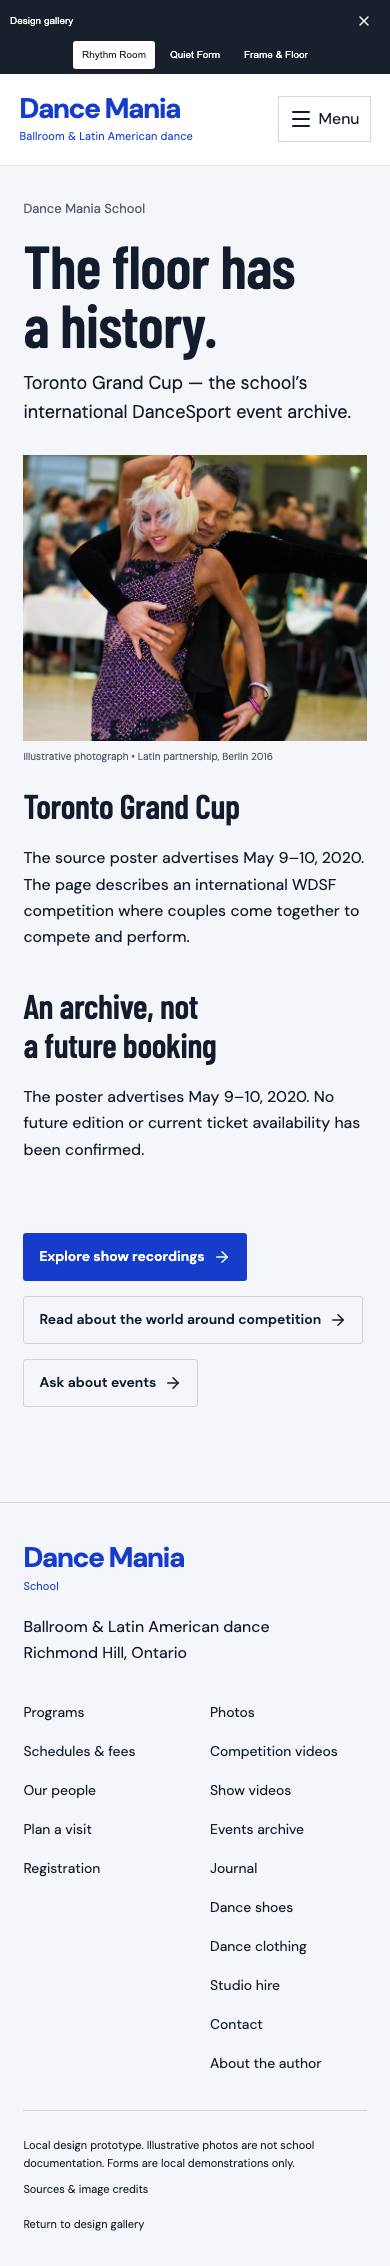 Design gallery
Rhythm Room
Quiet Form
Frame & Floor
Dance Mania
Ballroom & Latin American dance
Menu
Dance Mania School
The floor has
a history.
Toronto Grand Cup — the school’s
international DanceSport event archive.
Illustrative photograph • Latin partnership, Berlin 2016
Toronto Grand Cup
The source poster advertises May 9–10, 2020.
The page describes an international WDSF
competition where couples come together to
compete and perform.
An archive, not
a future booking
The poster advertises May 9–10, 2020. No
future edition or current ticket availability has
been confirmed.
Explore show recordings
Read about the world around competition
Ask about events
Dance Mania
School
Ballroom & Latin American dance
Richmond Hill, Ontario
Programs
Schedules & fees
Our people
Plan a visit
Registration
Photos
Competition videos
Show videos
Events archive
Journal
Dance shoes
Dance clothing
Studio hire
Contact
About the author
Local design prototype. Illustrative photos are not school
documentation. Forms are local demonstrations only.
Sources & image credits
Return to design gallery